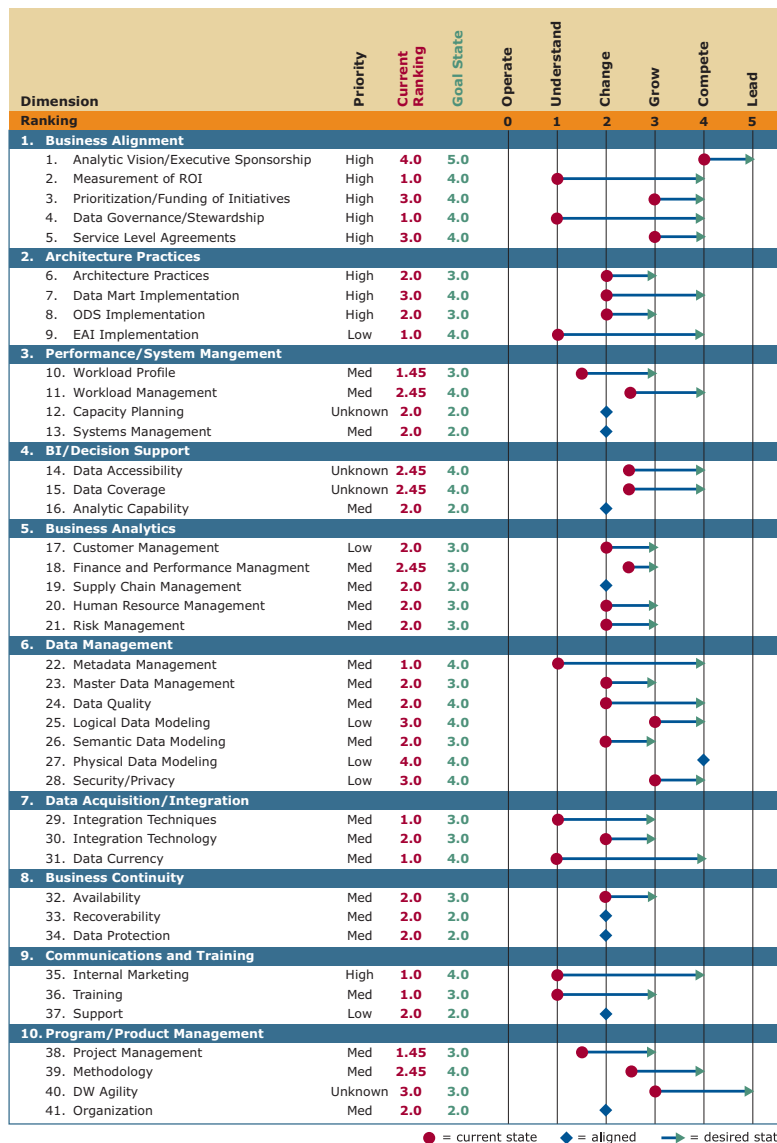 Dimension Priority Current Ranking Goal State Operate Understand Change Grow Compete Lead
Ranking 0 1 2 3 4 5
1. Business Alignment
1. Analytic Vision/Executive Sponsorship High 4.0 5.0
2. Measurement of ROI High 1.0 4.0
3. Prioritization/Funding of Initiatives High 3.0 4.0
4. Data Governance/Stewardship High 1.0 4.0
5. Service Level Agreements High 3.0 4.0
2. Architecture Practices
6. Architecture Practices High 2.0 3.0
7. Data Mart Implementation High 3.0 4.0
8. ODS Implementation High 2.0 3.0
9. EAI Implementation Low 1.0 4.0
3. Performance/System Mangement
10. Workload Profile Med 1.45 3.0
11. Workload Management Med 2.45 4.0
12. Capacity Planning Unknown 2.0 2.0
13. Systems Management Med 2.0 2.0
4. BI/Decision Support
14. Data Accessibility Unknown 2.45 4.0
15. Data Coverage Unknown 2.45 4.0
16. Analytic Capability Med 2.0 2.0
5. Business Analytics
17. Customer Management Low 2.0 3.0
18. Finance and Performance Managment Med 2.45 3.0
19. Supply Chain Management Med 2.0 2.0
20. Human Resource Management Med 2.0 3.0
21. Risk Management Med 2.0 3.0
6. Data Management
22. Metadata Management Med 1.0 4.0
23. Master Data Management Med 2.0 3.0
24. Data Quality Med 2.0 4.0
25. Logical Data Modeling Low 3.0 4.0
26. Semantic Data Modeling Med 2.0 3.0
27. Physical Data Modeling Low 4.0 4.0
28. Security/Privacy Low 3.0 4.0
7. Data Acquisition/Integration
29. Integration Techniques Med 1.0 3.0
30. Integration Technology Med 2.0 3.0
31. Data Currency Med 1.0 4.0
8. Business Continuity
32. Availability Med 2.0 3.0
33. Recoverability Med 2.0 2.0
34. Data Protection Med 2.0 2.0
9. Communications and Training
35. Internal Marketing High 1.0 4.0
36. Training Med 1.0 3.0
37. Support Low 2.0 2.0
10. Program/Product Management
38. Project Management Med 1.45 3.0
39. Methodology Med 2.45 4.0
40. DW Agility Unknown 3.0 3.0
41. Organization Med 2.0 2.0
= current state = aligned = desired stat